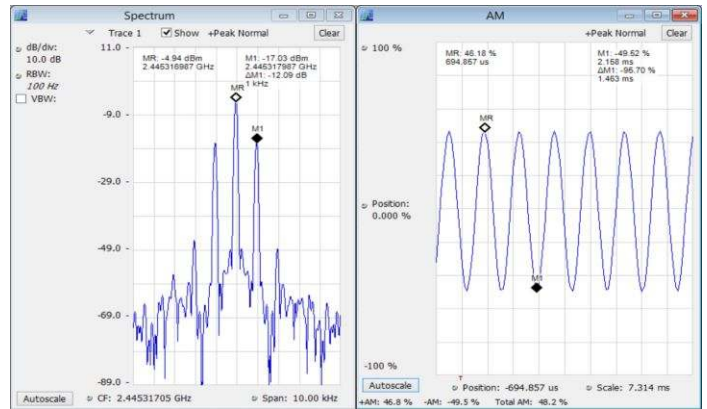 Spectrum
Trace 1 Show +Peak Normal Clear
dB/div:
10.0 dB
RBW:
100 Hz
VBW:
11.0
-9.0
-29.0
-49.0
-69.0
-89.0
MR: -4.94 dBm
2.445316987 GHz
M1: -17.03 dBm
2.445317987 GHz
ΔM1: -12.09 dB
1 kHz
MR
M1
Autoscale CF: 2.44531705 GHz Span: 10.00 kHz
AM
+Peak Normal Clear
100 %
MR: 46.18 %
694.857 us
M1: -49.52 %
2.158 ms
ΔM1: -96.70 %
1.463 ms
MR
Position:
0.000 %
M1
-100 %
T
Autoscale Position: -694.857 us Scale: 7.314 ms
+AM: 46.8 % -AM: -49.5 % Total AM: 48.2 %